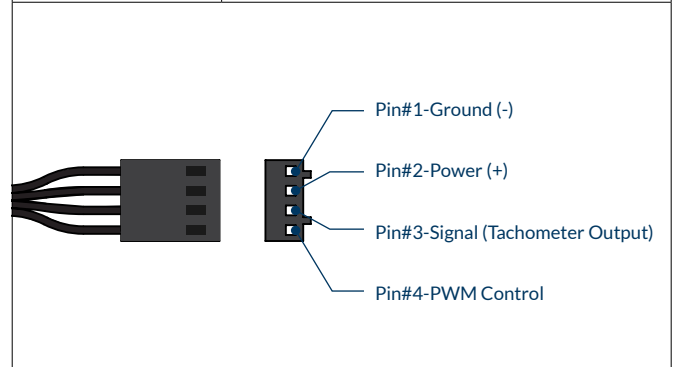 Pin#1-Ground (-)
Pin#2-Power (+)
Pin#3-Signal (Tachometer Output)
Pin#4-PWM Control